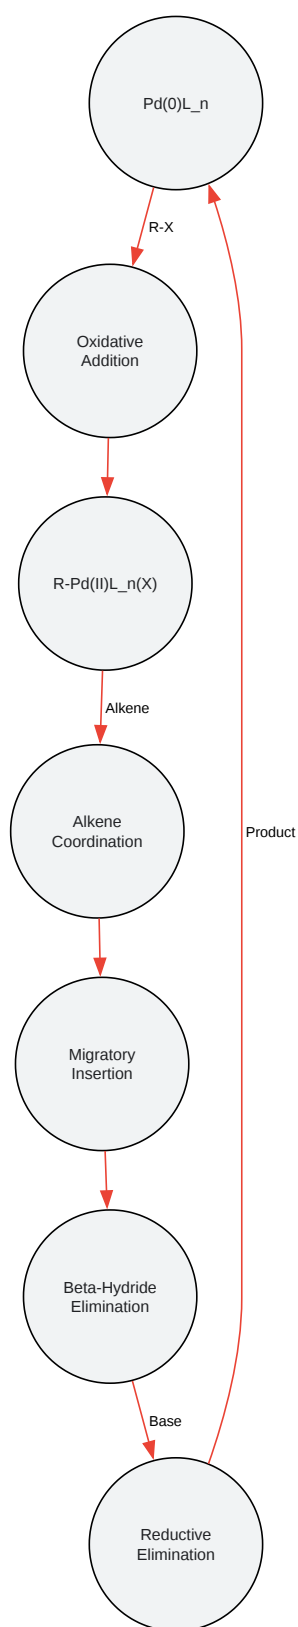 Pd(0)L_n
R-X
Oxidative
Addition
R-Pd(II)L_n(X)
Alkene
Alkene
Coordination
Product
Migratory
Insertion
Beta-Hydride
Elimination
Base
Reductive
Elimination